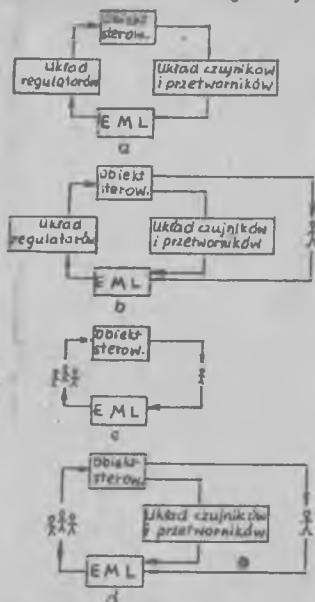 Obiekt
sterow.
Układ
regulatorów
Układ czujników
i przetworników
EML
a
Obiekt
sterow.
Układ
regulatorów
Układ czujników
i przetworników
EML
b
Obiekt
sterow.
EML
c
Obiekt
sterow.
Układ czujników
i przetworników
EML
d